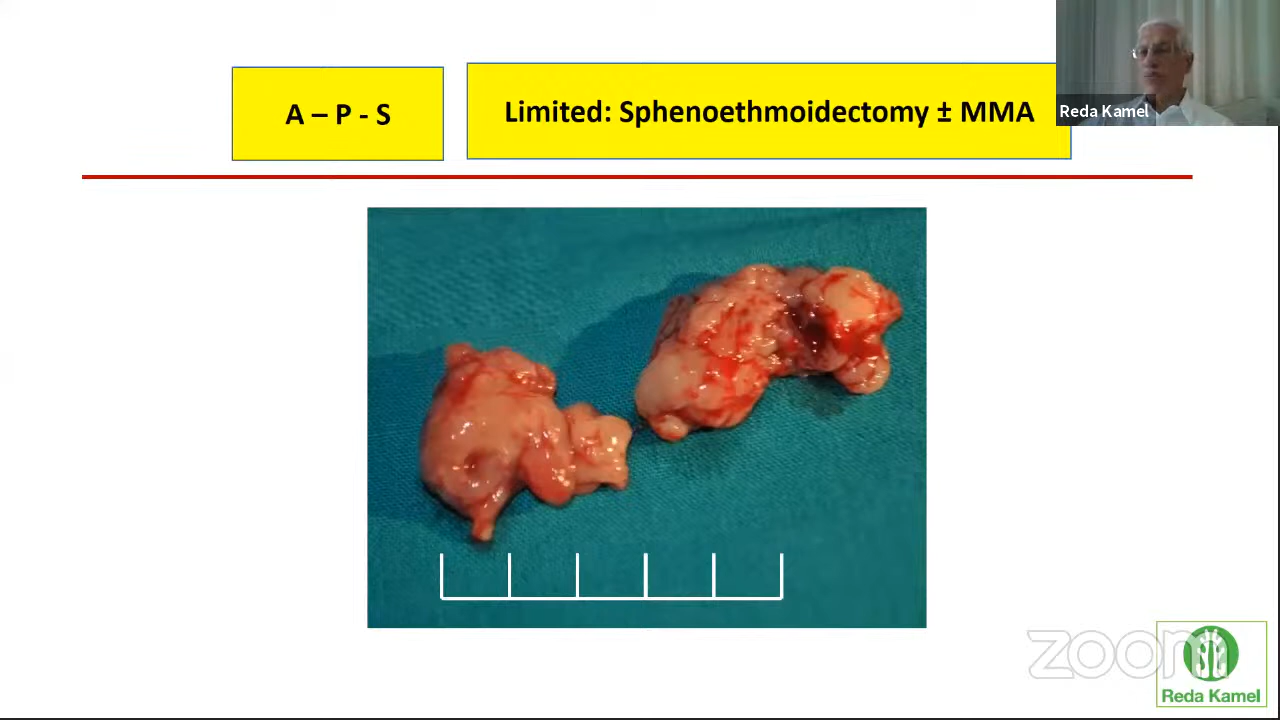 A – P - S
Limited: Sphenoethmoidectomy ± MMA
Reda Kamel
zoom
Reda Kamel